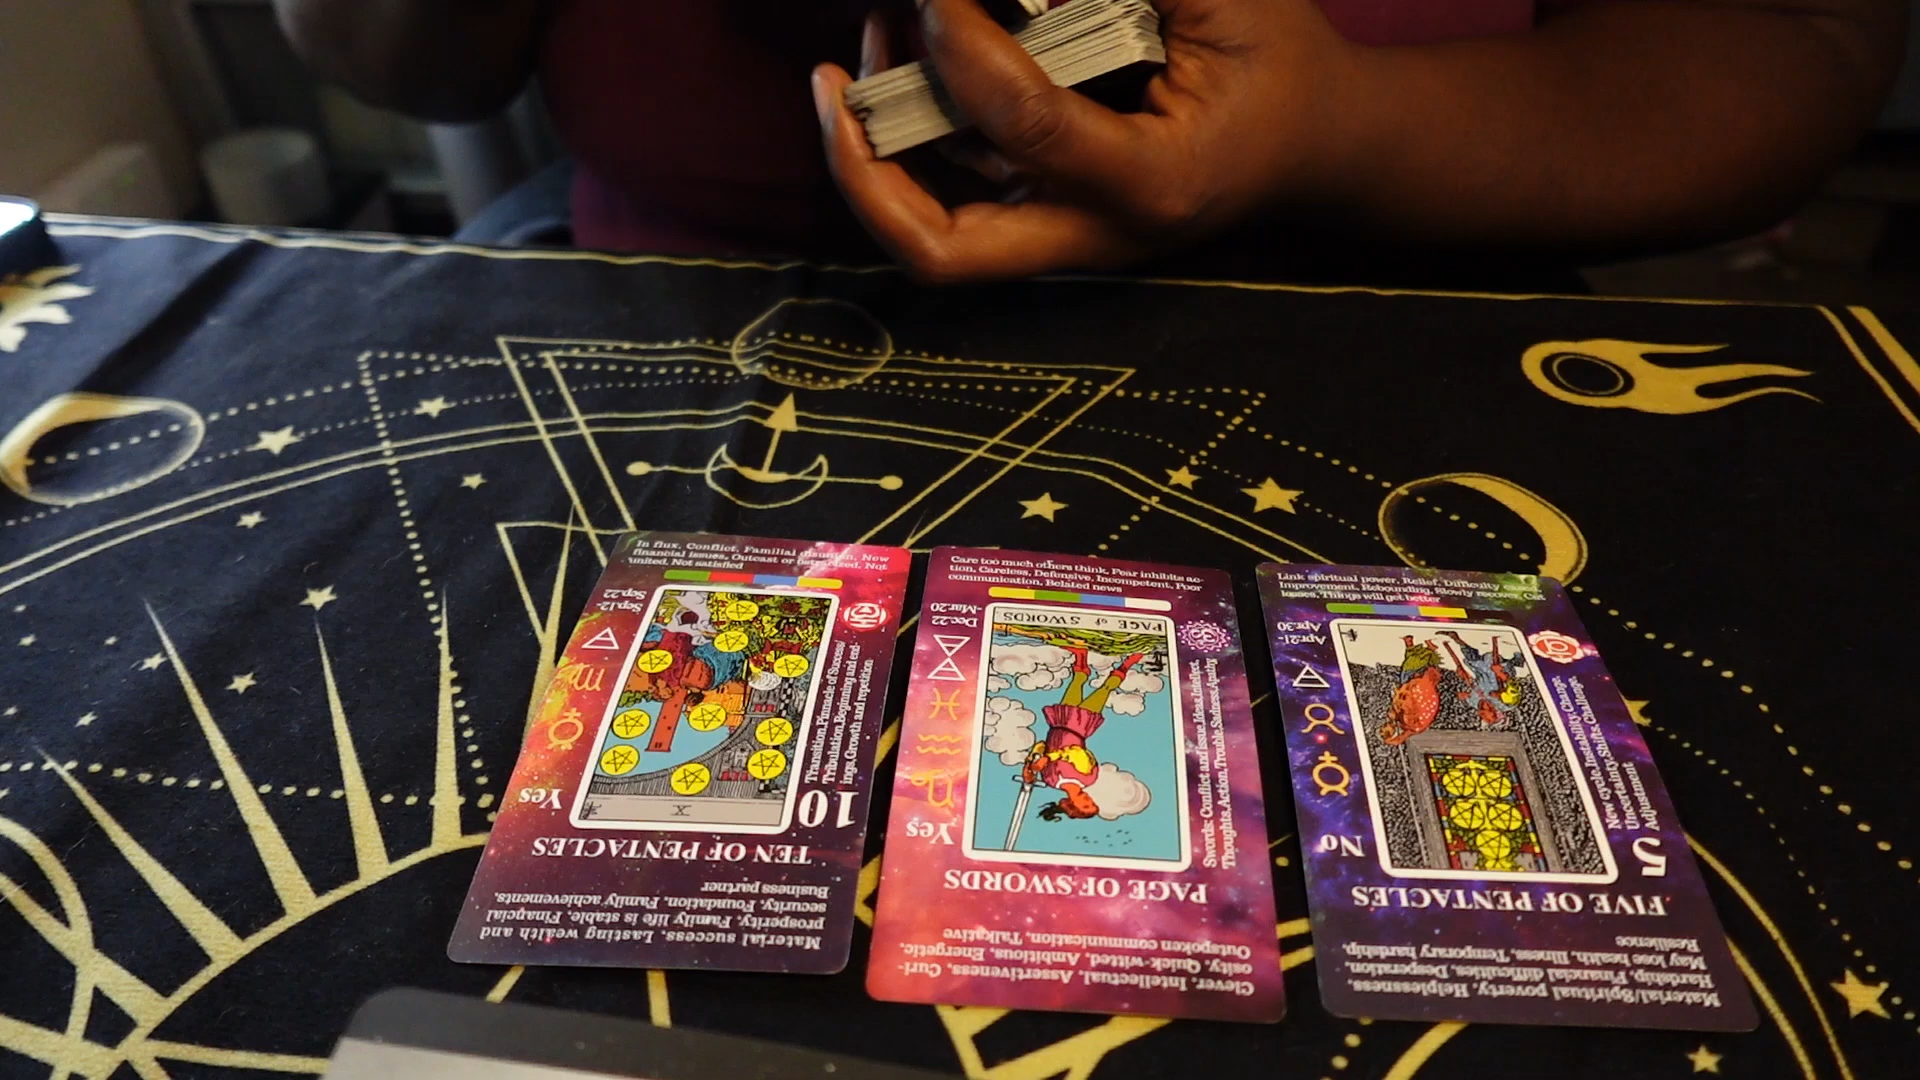 In flux, Conflict, Familial disunion, New
financial issues, Outcast or ostracized, Not
united, Not satisfied
Sep.12-
Sep.22
Transition, Pinnacle of Success/
Tribulation, Beginning and end-
ings, Growth and repetition
Yes
X
10
TEN OF PENTACLES
Material success, Lasting wealth and
prosperity, Family life is stable, Financial
security, Foundation, Family achievements,
Business partner
Care too much others think, Fear inhibits ac-
tion, Careless, Defensive, Incompetent, Poor
communication, Belated news
Dec.22
-Mar.20
PAGE of SWORDS
Swords: Conflict and issue, Ideas, Intellect,
Thoughts, Action, Trouble, Sadness, Apathy
Yes
PAGE OF SWORDS
Clever, Intellectual, Assertiveness, Curi-
osity, Quick-witted, Ambitious, Energetic,
Outspoken communication, Talkative
Link spiritual power, Relief, Difficulty eased,
Improvement, Rebounding, Slowly recover, Cut
losses, Things will get better
Apr.21-
Apr.30
New cycle, Instability, Change,
Uncertainty, Shifts, Challenge,
Adjustment
No
5
FIVE OF PENTACLES
Material/Spiritual poverty, Helplessness,
Hardship, Financial difficulties, Desperation,
May lose health, Illness, Temporary hardship,
Resilience